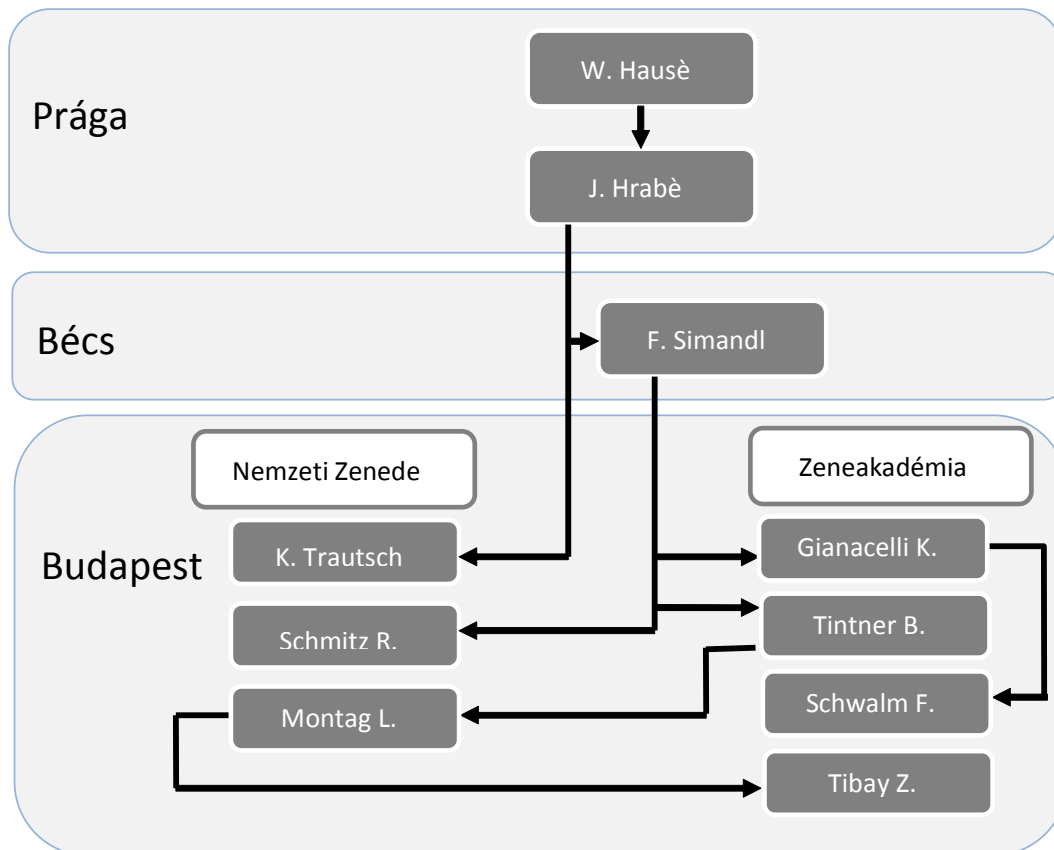 Prága
W. Hausè
J. Hrabè
Bécs
F. Simandl
Budapest
Nemzeti Zenede
K. Trautsch
Schmitz R.
Montag L.
Zeneakadémia
Gianacelli K.
Tintner B.
Schwalm F.
Tibay Z.